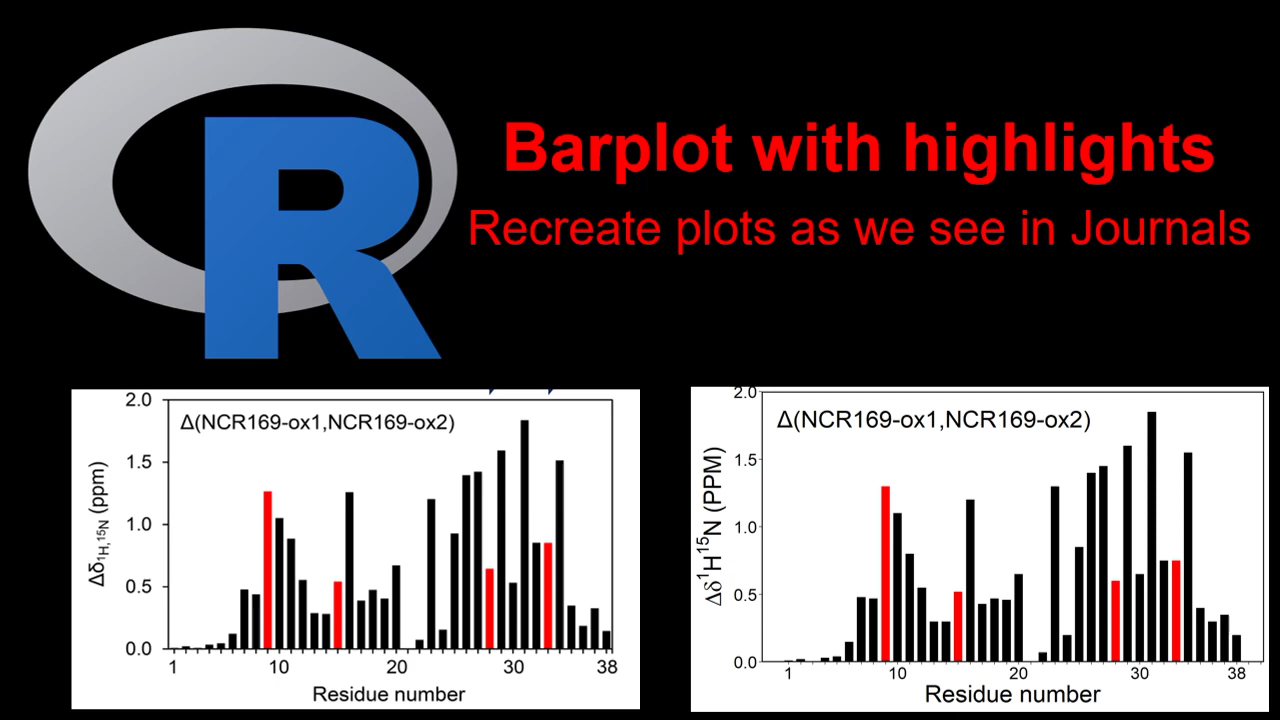 R
Barplot with highlights
Recreate plots as we see in Journals
2.0
1.5
1.0
0.5
0.0
Δδ1H,15N (ppm)
Δ(NCR169-ox1,NCR169-ox2)
1 10 20 30 38
Residue number
2.0
1.5
1.0
0.5
0.0
Δδ¹H¹⁵N (PPM)
Δ(NCR169-ox1,NCR169-ox2)
1 10 20 30 38
Residue number